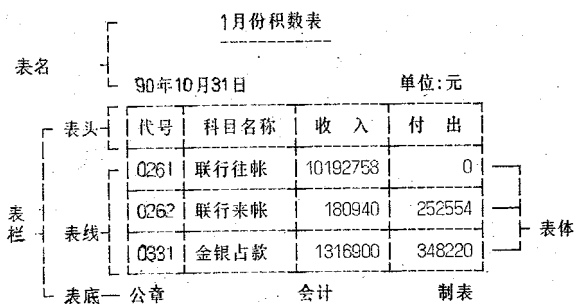 1月份积数表
表名
90年10月31日 单位:元
表头 代号 科目名称 收 入 付 出
0261 联行往帐 10192758 0
表栏 表线 0262 联行来帐 180940 252554 表体
0331 金银占款 1316900 348220
表底 公章 会计 制表